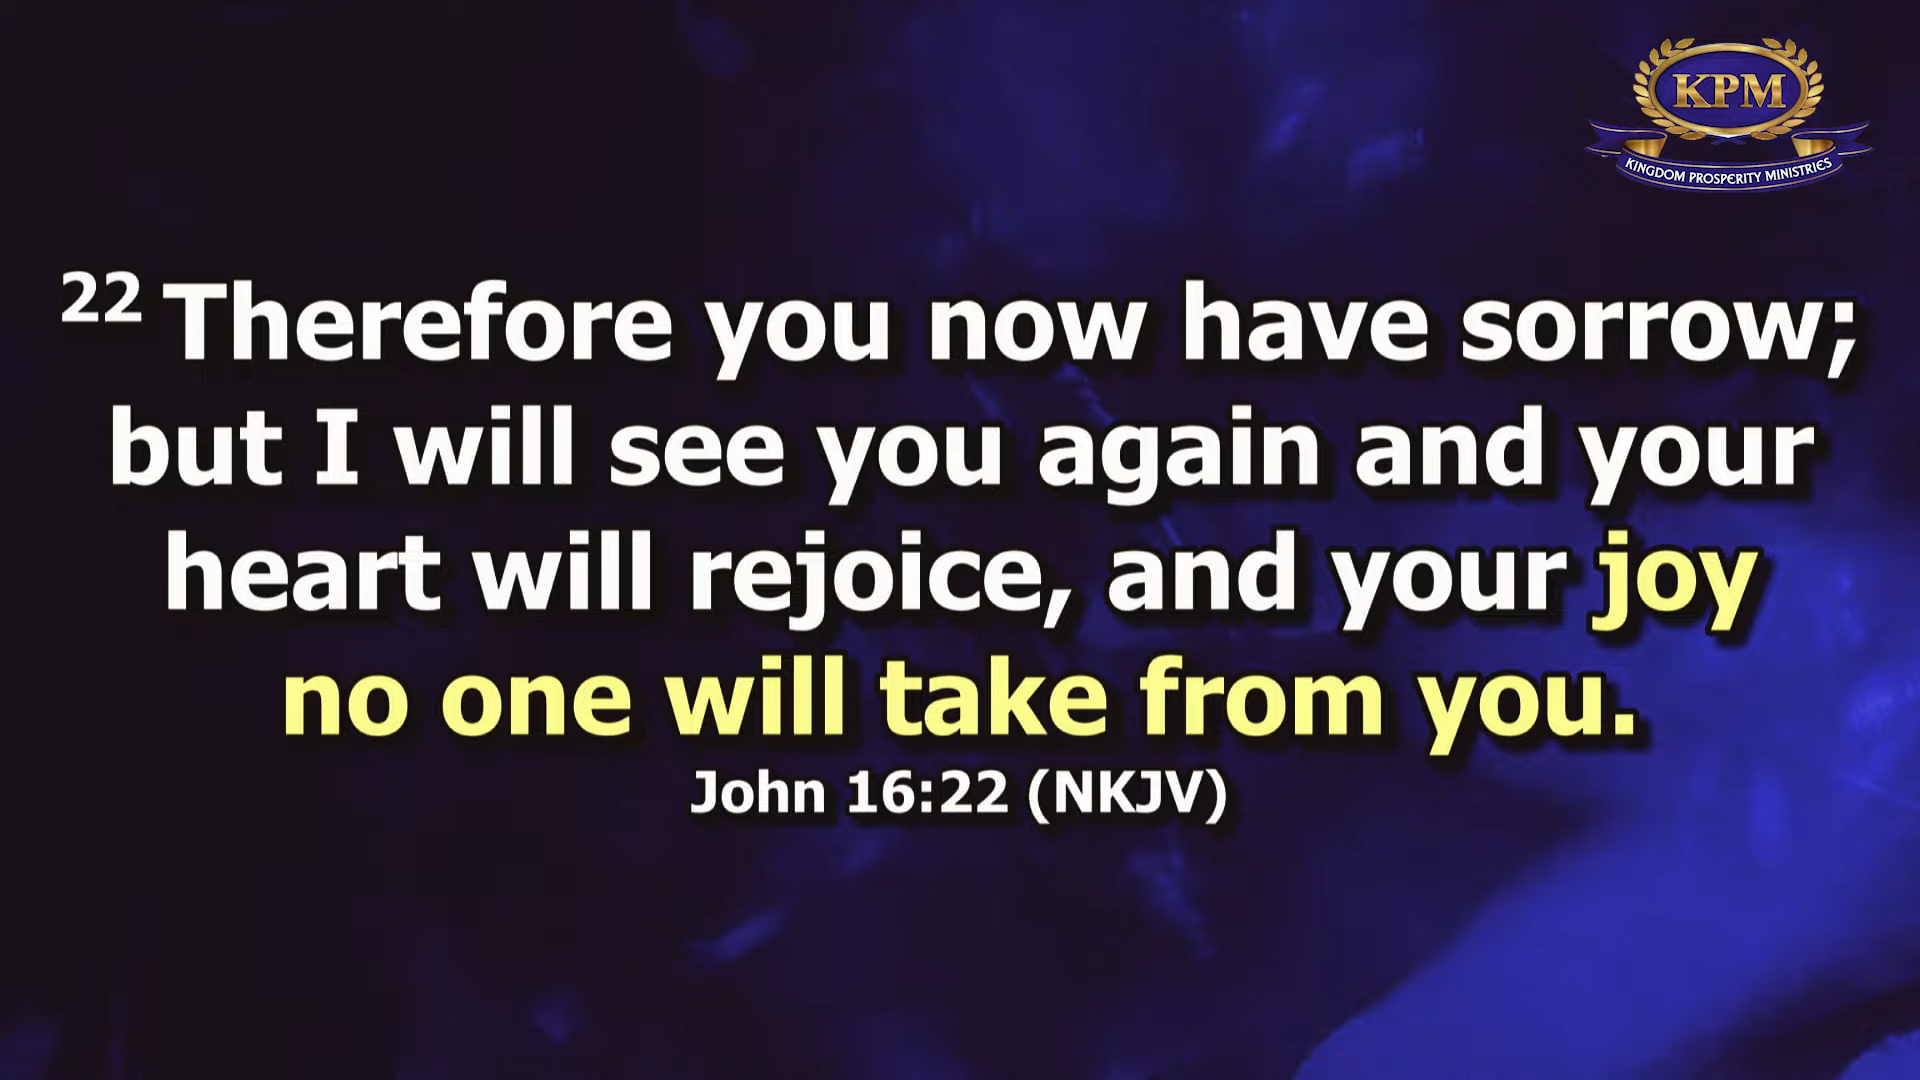 KPM
KINGDOM PROSPERITY MINISTRIES
22 Therefore you now have sorrow;
but I will see you again and your
heart will rejoice, and your joy
no one will take from you.
John 16:22 (NKJV)